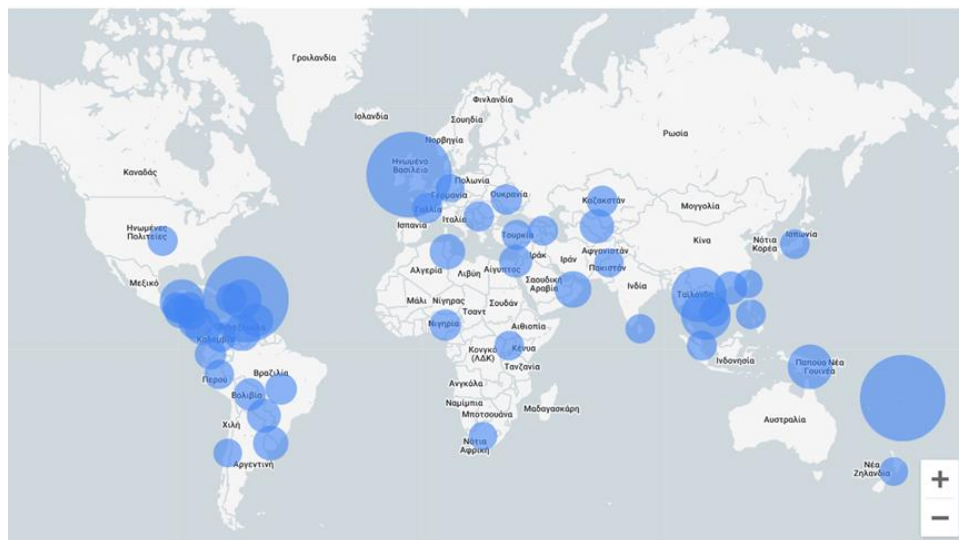 Γροιλανδία
Φινλανδία
Ισλανδία
Σουηδία
Νορβηγία
Ρωσία
Καναδάς
Ηνωμένο
Βασίλειο
Πολωνία
Γερμανία
Ουκρανία
Γαλλία
Καζακστάν
Μογγολία
Ιταλία
Ισπανία
Ηνωμένες
Πολιτείες
Τουρκία
Ιαπωνία
Κίνα
Νότια
Κορέα
Αφγανιστάν
Ιράκ
Ιράν
Πακιστάν
Αλγερία
Λιβύη
Αίγυπτος
Μεξικό
Σαουδική
Αραβία
Ινδία
Μάλι
Νίγηρας
Σουδάν
Ταϊλάνδη
Τσαντ
Νιγηρία
Αιθιοπία
Κολομβία
Κονγκό
(ΛΔΚ)
Κένυα
Ινδονησία
Παπούα Νέα
Γουινέα
Τανζανία
Βραζιλία
Περού
Ανγκόλα
Βολιβία
Ναμίμπια
Μποτσουάνα
Μαδαγασκάρη
Χιλή
Αυστραλία
Νότια
Αφρική
Αργεντινή
Νέα
Ζηλανδία
+
−